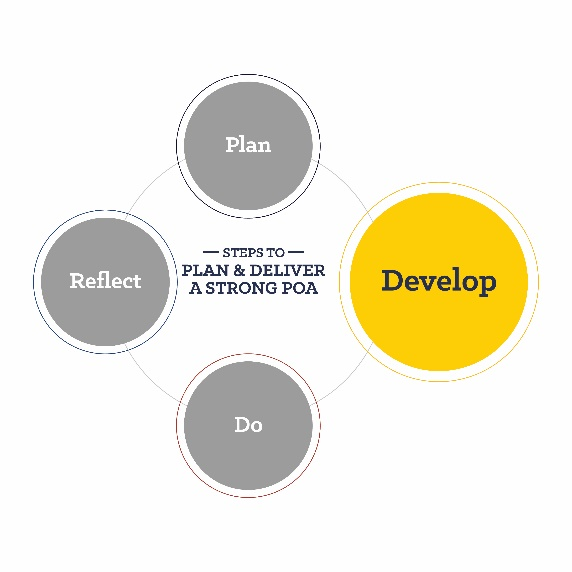 Plan
Develop
Reflect
STEPS TO
PLAN & DELIVER
A STRONG POA
Do